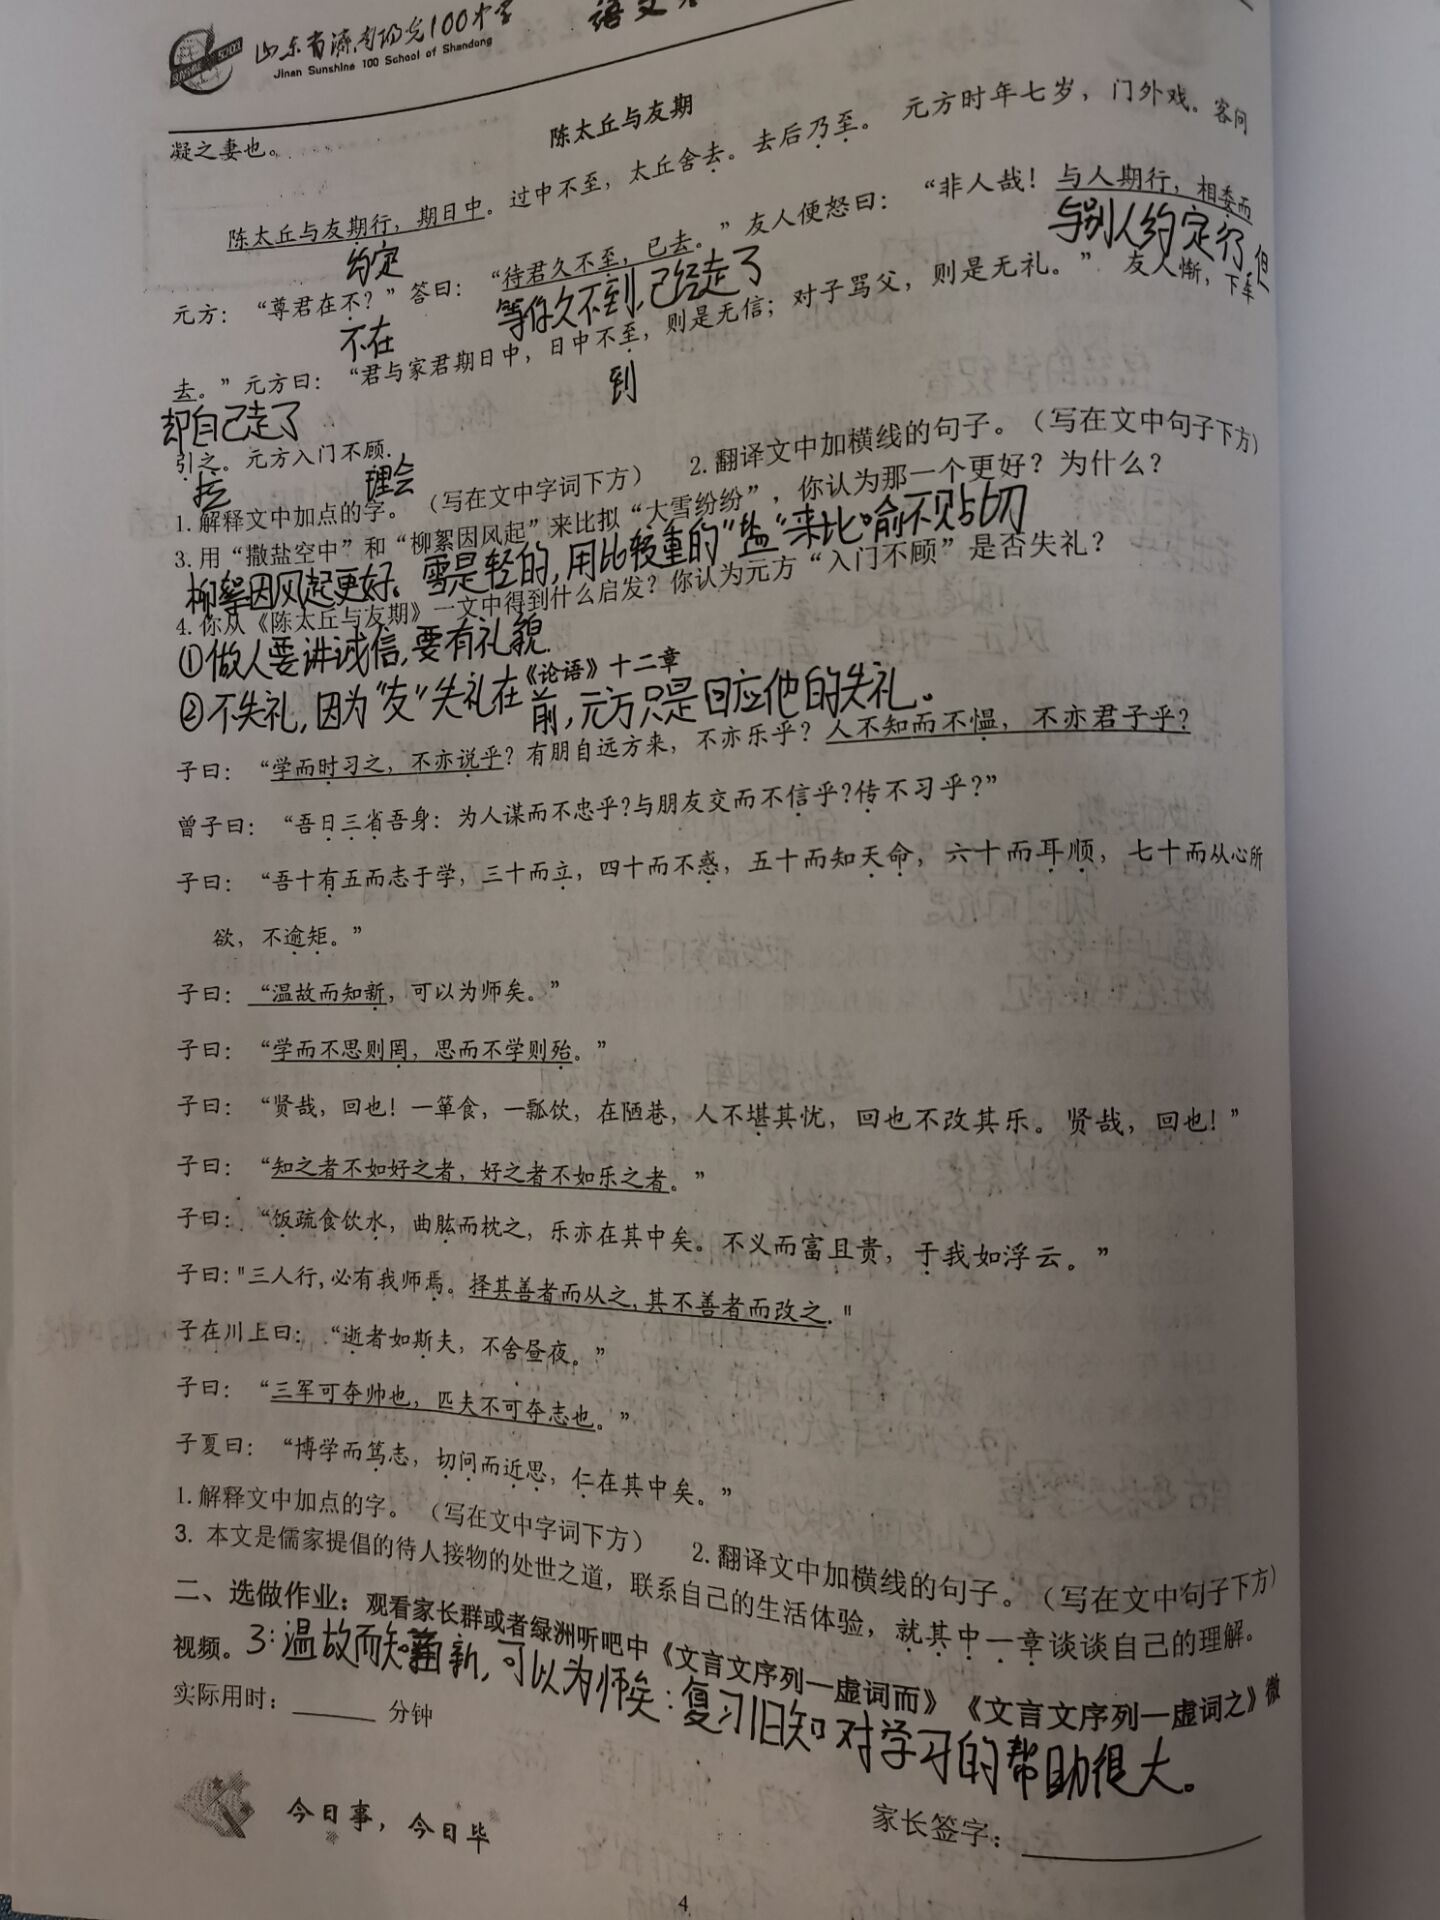 山东省济南阳光100中学
语文
Jinan Sunshine 100 School of Shandong
凝之妻也。
陈太丘与友期
陈太丘与友期行，期日中。过中不至，太丘舍去。去后乃至。 元方时年七岁，门外戏。客问
约定
与别人约定行，但
元方：“尊君在不？”答曰：“待君久不至，已去。”友人便怒曰：“非人哉！与人期行，相委而
不在
等你久不到，已经走了
去。”元方曰：“君与家君期日中，日中不至，则是无信；对子骂父，则是无礼。” 友人惭，下车
却自己走了
到
引之。元方入门不顾.
拉
理会
1.解释文中加点的字。（写在文中字词下方） 2.翻译文中加横线的句子。（写在文中句子下方）
3.用“撒盐空中”和“柳絮因风起”来比拟“大雪纷纷”，你认为那一个更好？为什么？
柳絮因风起更好。雪是轻的，用比较重的“盐”来比喻不贴切
4.你从《陈太丘与友期》一文中得到什么启发？你认为元方“入门不顾”是否失礼？
①做人要讲诚信，要有礼貌.
《论语》十二章
②不失礼，因为“友”失礼在前，元方只是回应他的失礼。
子曰：“学而时习之，不亦说乎？有朋自远方来，不亦乐乎？人不知而不愠，不亦君子乎？
曾子曰：“吾日三省吾身：为人谋而不忠乎?与朋友交而不信乎?传不习乎?”
子曰：“吾十有五而志于学，三十而立，四十而不惑，五十而知天命，六十而耳顺，七十而从心所
欲，不逾矩。”
子曰：“温故而知新，可以为师矣。”
子曰：“学而不思则罔，思而不学则殆。”
子曰：“贤哉，回也！一箪食，一瓢饮，在陋巷，人不堪其忧，回也不改其乐。贤哉，回也！”
子曰：“知之者不如好之者，好之者不如乐之者。”
子曰：“饭疏食饮水，曲肱而枕之，乐亦在其中矣。不义而富且贵，于我如浮云。”
子曰:"三人行,必有我师焉。择其善者而从之,其不善者而改之."
子在川上曰：“逝者如斯夫，不舍昼夜。”
子曰：“三军可夺帅也，匹夫不可夺志也。”
子夏曰：“博学而笃志，切问而近思，仁在其中矣。”
1.解释文中加点的字。（写在文中字词下方） 2.翻译文中加横线的句子。（写在文中句子下方）
3. 本文是儒家提倡的待人接物的处世之道，联系自己的生活体验，就其中一章谈谈自己的理解.
二、选做作业：观看家长群或者绿洲听吧中《文言文序列—虚词而》《文言文序列—虚词之》微
视频。
3:温故而知新，可以为师矣：复习旧知对学习的帮助很大。
实际用时：______ 分钟
今日事，今日毕
家长签字：
4